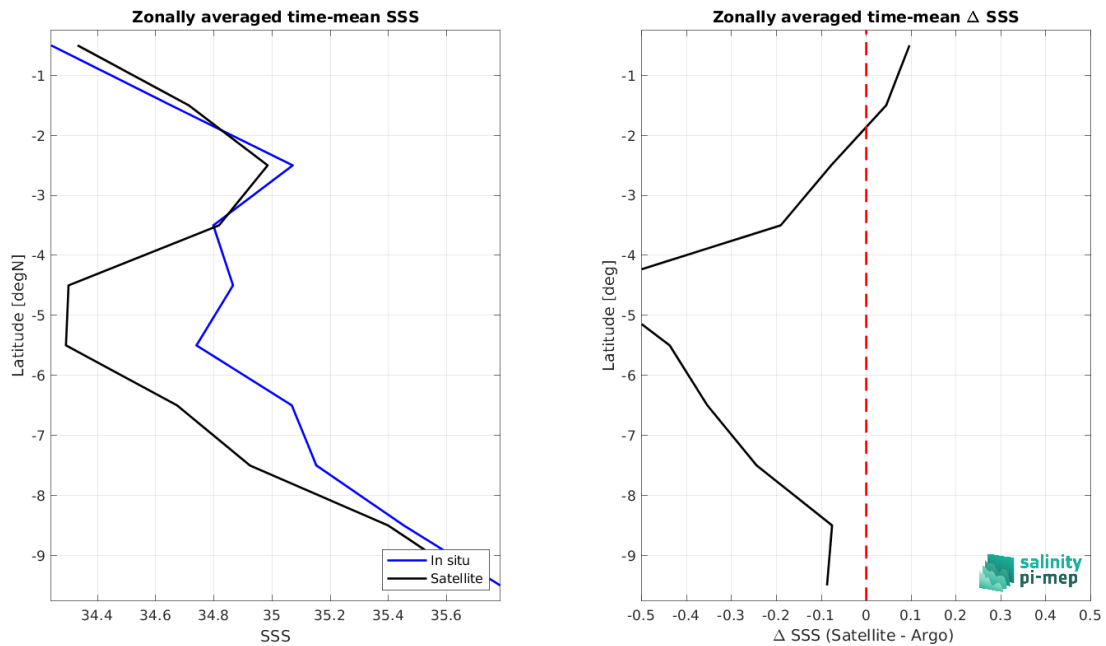 Zonally averaged time-mean SSS
-1
-2
-3
-4
-5
-6
-7
-8
-9
Latitude [degN]
34.4 34.6 34.8 35 35.2 35.4 35.6
SSS
In situ
Satellite
Zonally averaged time-mean Δ SSS
-1
-2
-3
-4
-5
-6
-7
-8
-9
Latitude [deg]
-0.5 -0.4 -0.3 -0.2 -0.1 0 0.1 0.2 0.3 0.4 0.5
Δ SSS (Satellite - Argo)
salinity
pi-mep